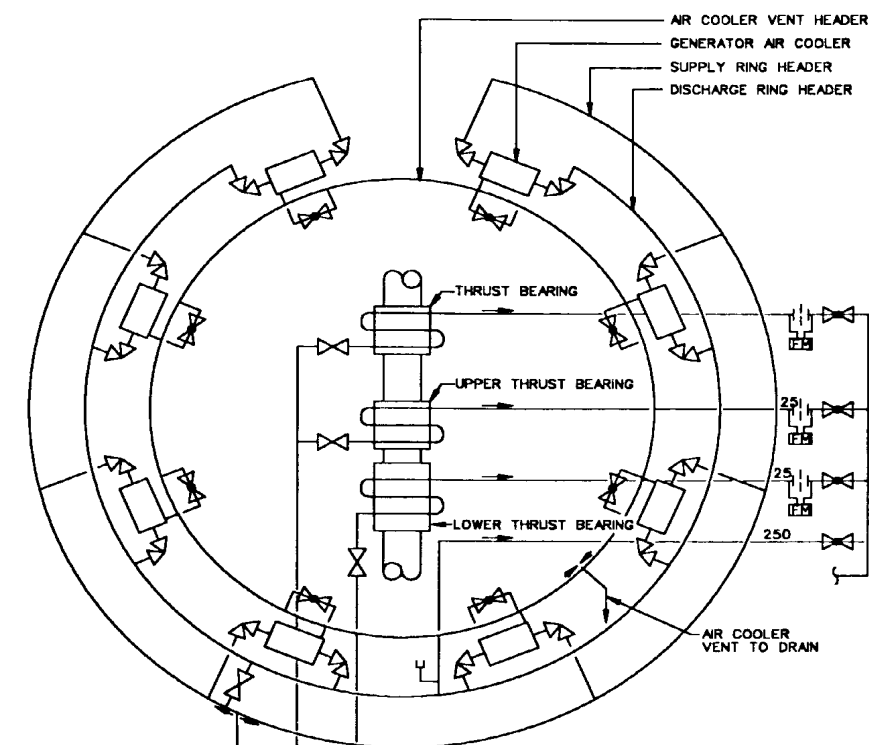 AIR COOLER VENT HEADER
GENERATOR AIR COOLER
SUPPLY RING HEADER
DISCHARGE RING HEADER
THRUST BEARING
FM
UPPER THRUST BEARING
25
FM
25
FM
LOWER THRUST BEARING
250
AIR COOLER
VENT TO DRAIN